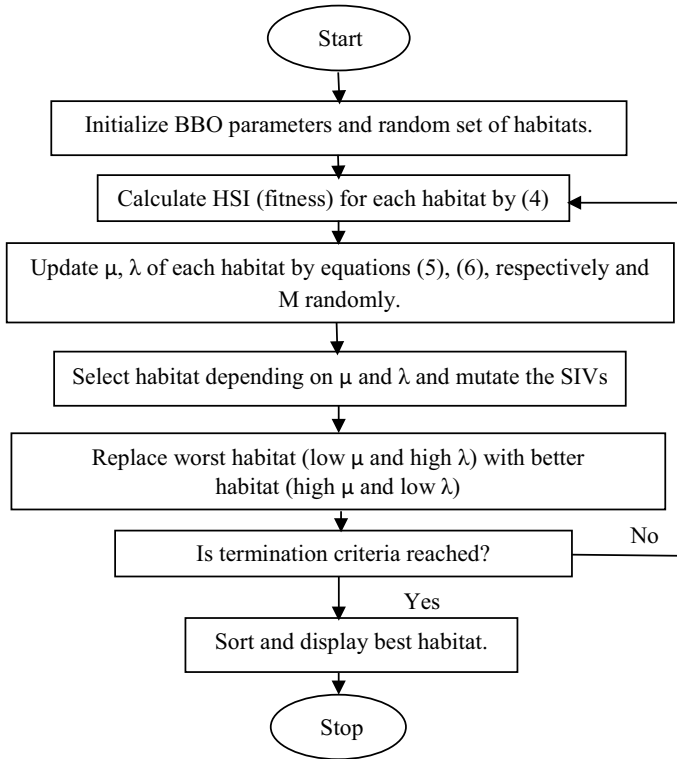 Start
Initialize BBO parameters and random set of habitats.
Calculate HSI (fitness) for each habitat by (4)
Update μ, λ of each habitat by equations (5), (6), respectively and
M randomly.
Select habitat depending on μ and λ and mutate the SIVs
Replace worst habitat (low μ and high λ) with better
habitat (high μ and low λ)
Is termination criteria reached?
No
Yes
Sort and display best habitat.
Stop